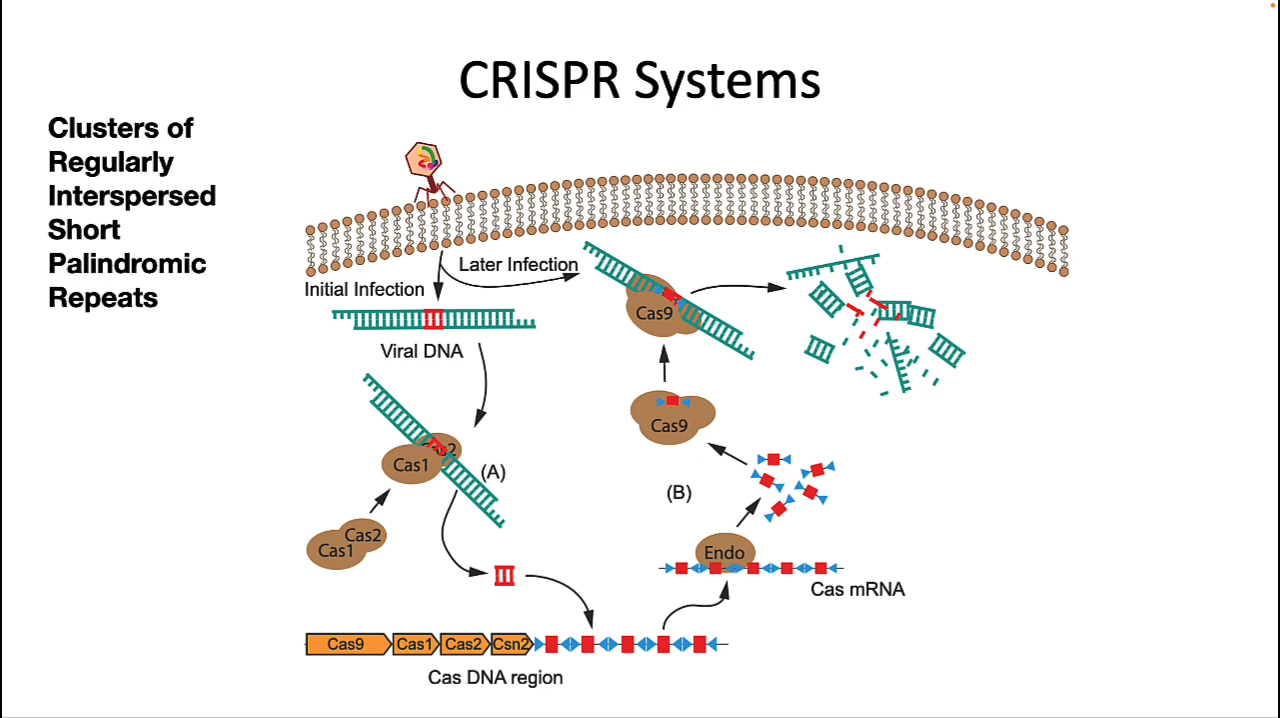 CRISPR Systems
Clusters of
Regularly
Interspersed
Short
Palindromic
Repeats
Later Infection
Initial Infection
Viral DNA
Cas9
Cas9
Cas2
Cas1
(A)
(B)
Cas2
Cas1
Endo
Cas mRNA
Cas9
Cas1
Cas2
Csn2
Cas DNA region